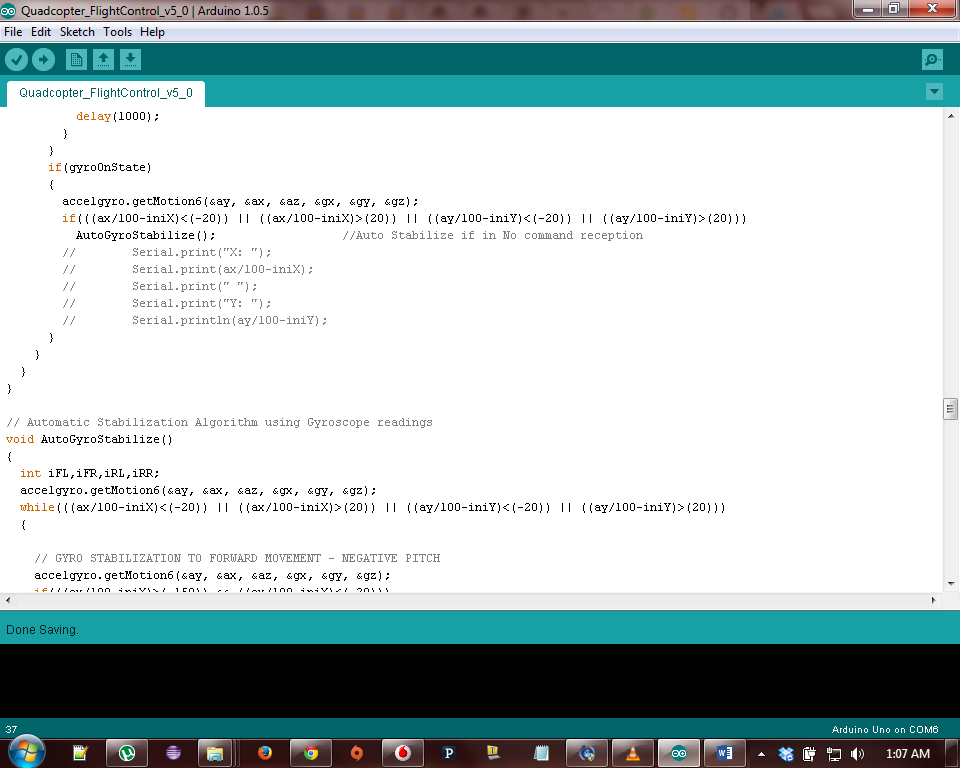 Quadcopter_FlightControl_v5_0 | Arduino 1.0.5
File Edit Sketch Tools Help
Quadcopter_FlightControl_v5_0
delay(1000);
}
}
if(gyroOnState)
{
accelgyro.getMotion6(&ay, &ax, &az, &gx, &gy, &gz);
if(((ax/100-iniX)<(-20)) || ((ax/100-iniX)>(20)) || ((ay/100-iniY)<(-20)) || ((ay/100-iniY)>(20)))
AutoGyroStabilize(); //Auto Stabilize if in No command reception
// Serial.print("X: ");
// Serial.print(ax/100-iniX);
// Serial.print(" ");
// Serial.print("Y: ");
// Serial.println(ay/100-iniY);
}
}
}
}
// Automatic Stabilization Algorithm using Gyroscope readings
void AutoGyroStabilize()
{
int iFL,iFR,iRL,iRR;
accelgyro.getMotion6(&ay, &ax, &az, &gx, &gy, &gz);
while(((ax/100-iniX)<(-20)) || ((ax/100-iniX)>(20)) || ((ay/100-iniY)<(-20)) || ((ay/100-iniY)>(20)))
{
// GYRO STABILIZATION TO FORWARD MOVEMENT - NEGATIVE PITCH
accelgyro.getMotion6(&ay, &ax, &az, &gx, &gy, &gz);
Done Saving.
37
Arduino Uno on COM6
P
W
1:07 AM